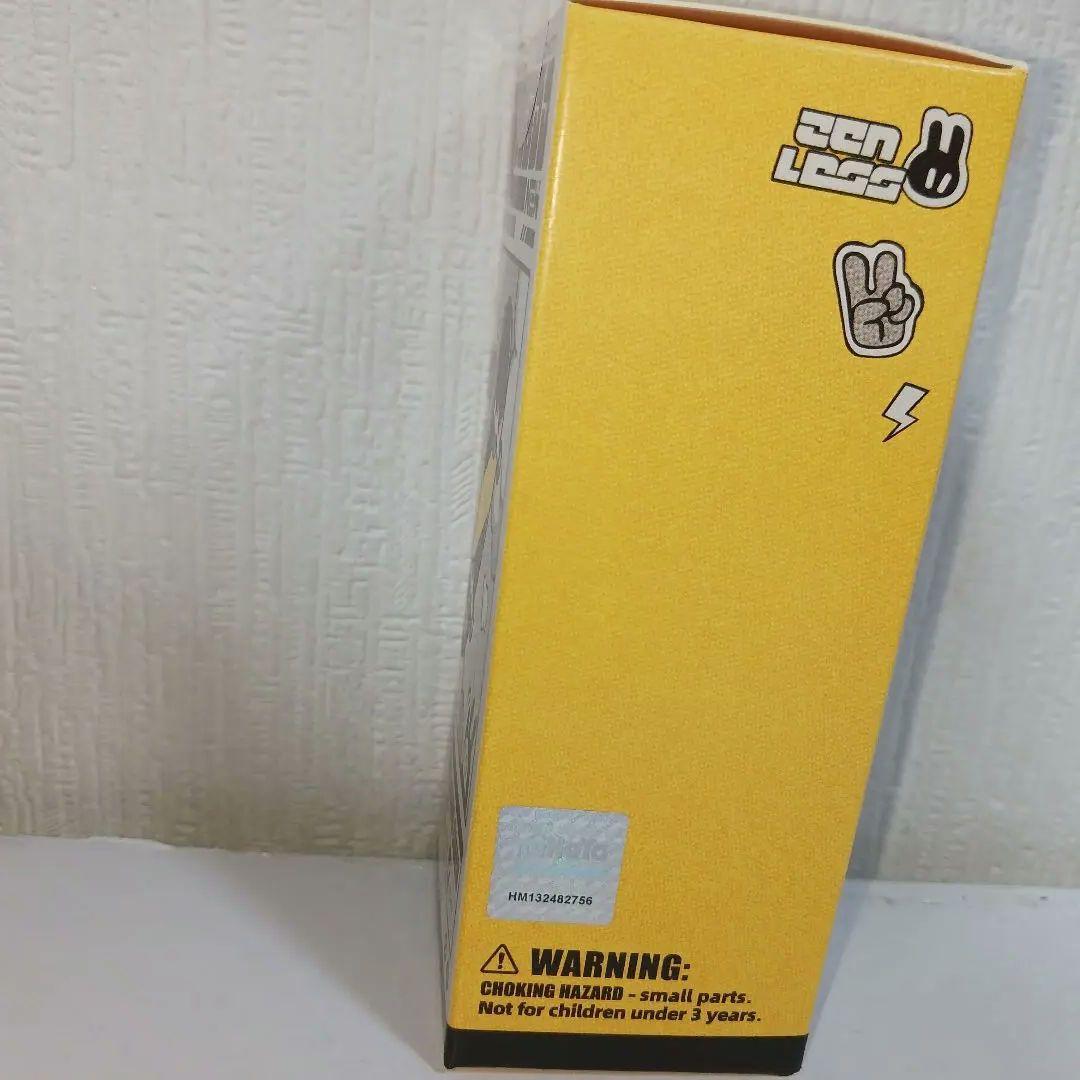 ZEN
LESS
HM132482756
WARNING:
CHOKING HAZARD - small parts.
Not for children under 3 years.